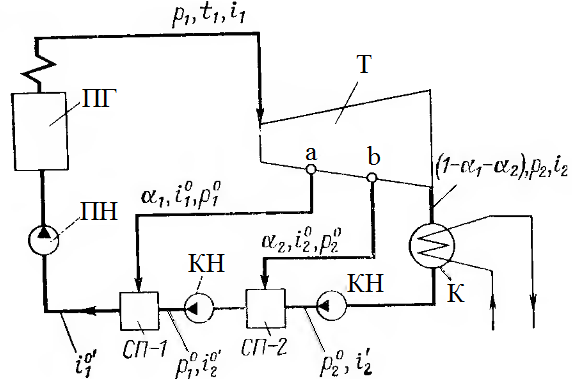 p₁, t₁, i₁
ПГ
Т
a
b
(1-α₁-α₂), p₂, i₂
α₁, i₁⁰, p₁⁰
ПН
α₂, i₂⁰, p₂⁰
КН
КН
К
СП-1
СП-2
i₁⁰′
p₁⁰, i₂⁰′
p₂⁰, i₂′